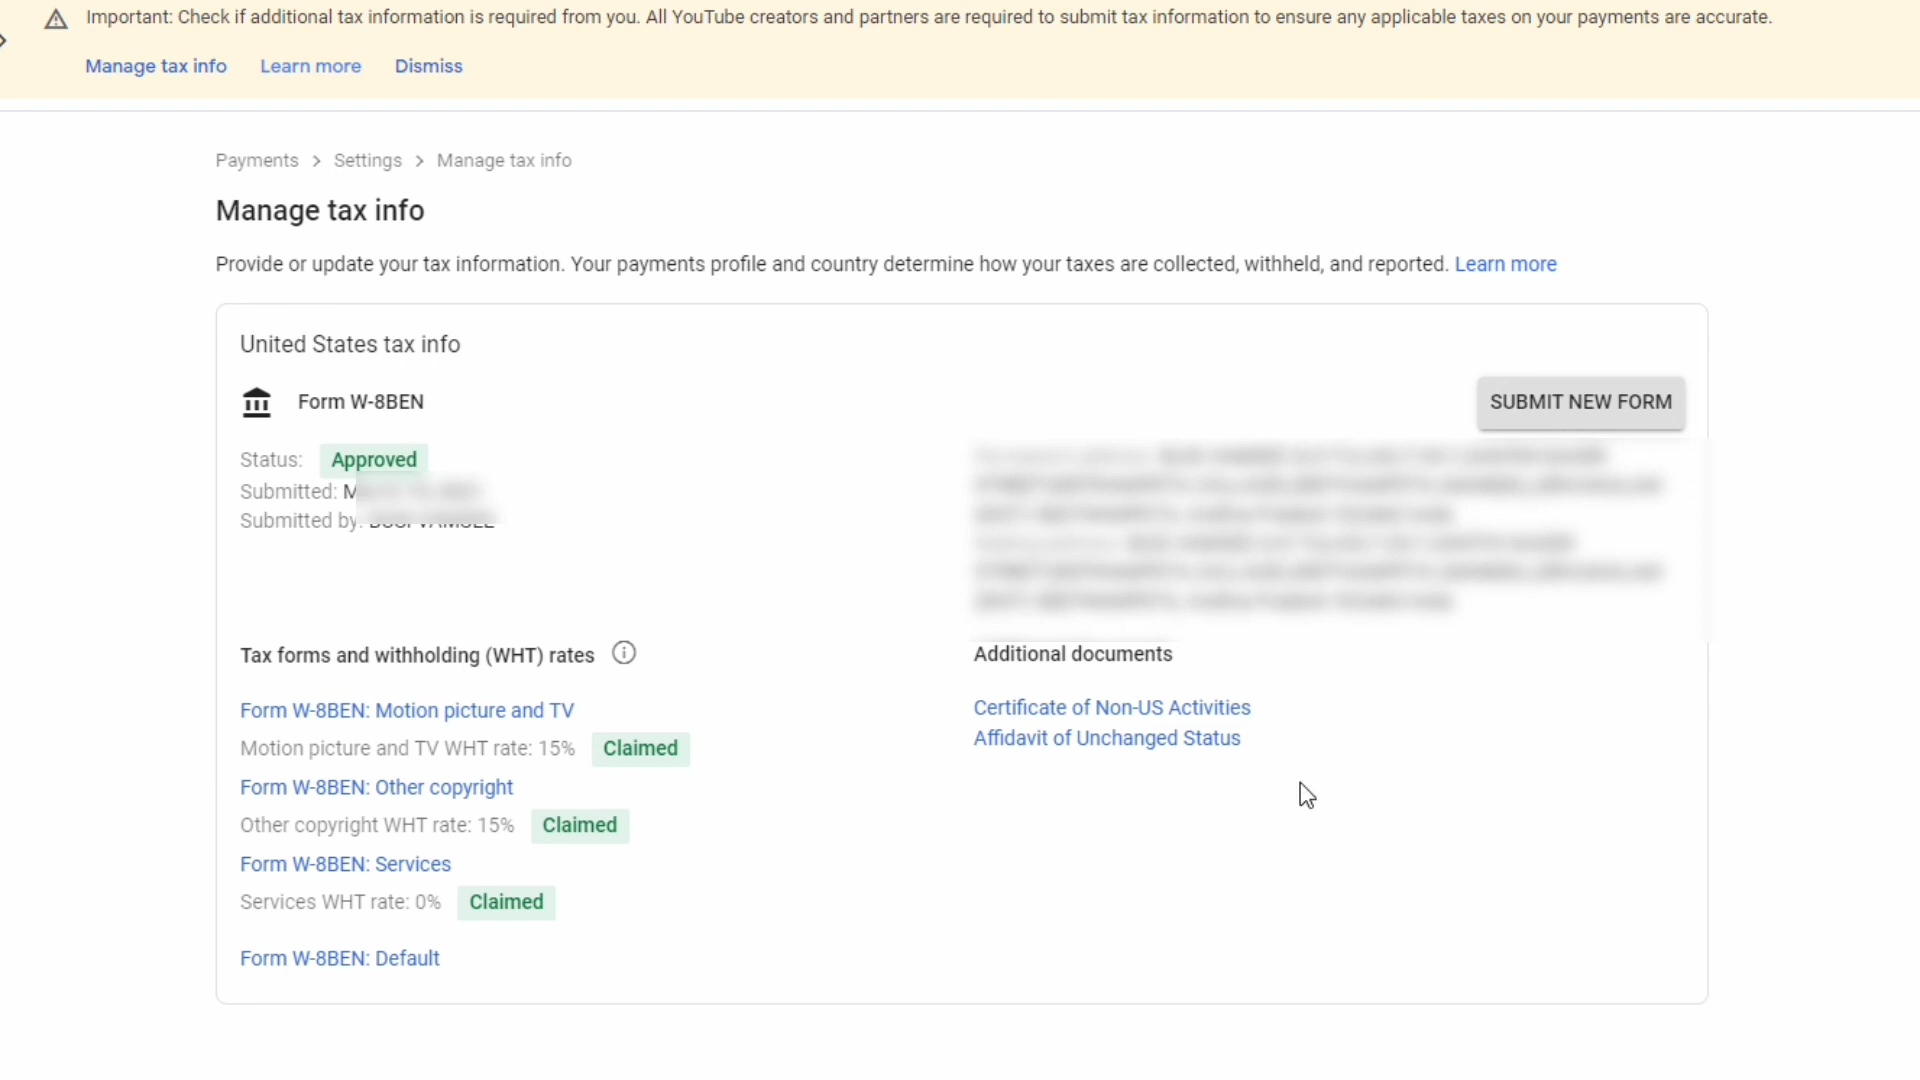 Important: Check if additional tax information is required from you. All YouTube creators and partners are required to submit tax information to ensure any applicable taxes on your payments are accurate.
Manage tax info Learn more Dismiss
Payments > Settings > Manage tax info
Manage tax info
Provide or update your tax information. Your payments profile and country determine how your taxes are collected, withheld, and reported. Learn more
United States tax info
Form W-8BEN
SUBMIT NEW FORM
Status: Approved
Submitted:
Submitted by:
Tax forms and withholding (WHT) rates
Form W-8BEN: Motion picture and TV
Motion picture and TV WHT rate: 15% Claimed
Form W-8BEN: Other copyright
Other copyright WHT rate: 15% Claimed
Form W-8BEN: Services
Services WHT rate: 0% Claimed
Form W-8BEN: Default
Additional documents
Certificate of Non-US Activities
Affidavit of Unchanged Status